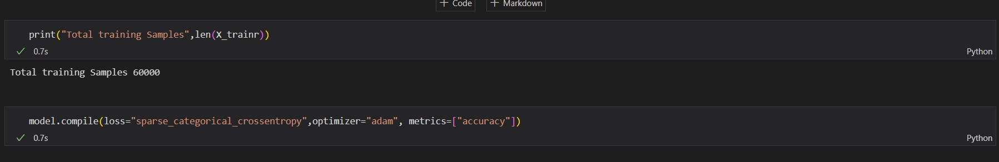 + Code + Markdown
print("Total training Samples",len(X_trainr))
0.7s
Python
Total training Samples 60000
model.compile(loss="sparse_categorical_crossentropy",optimizer="adam", metrics=["accuracy"])
0.7s
Python